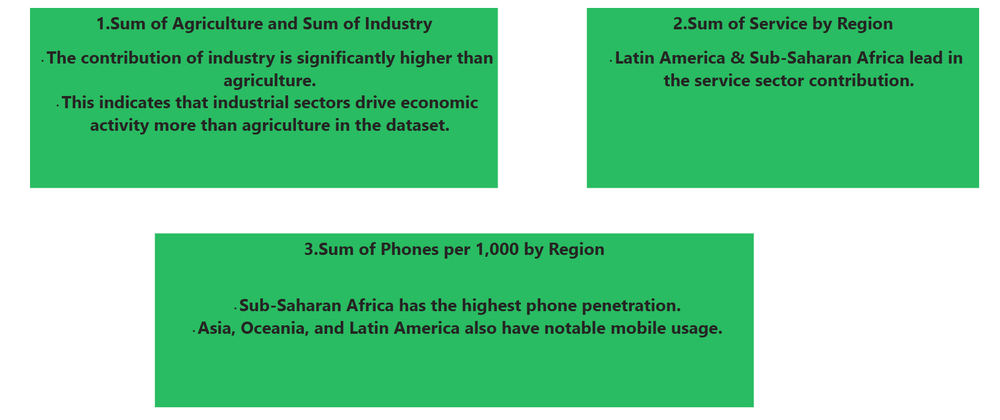 1.Sum of Agriculture and Sum of Industry
·The contribution of industry is significantly higher than
agriculture.
·This indicates that industrial sectors drive economic
activity more than agriculture in the dataset.
2.Sum of Service by Region
·Latin America & Sub-Saharan Africa lead in
the service sector contribution.
3.Sum of Phones per 1,000 by Region
·Sub-Saharan Africa has the highest phone penetration.
·Asia, Oceania, and Latin America also have notable mobile usage.